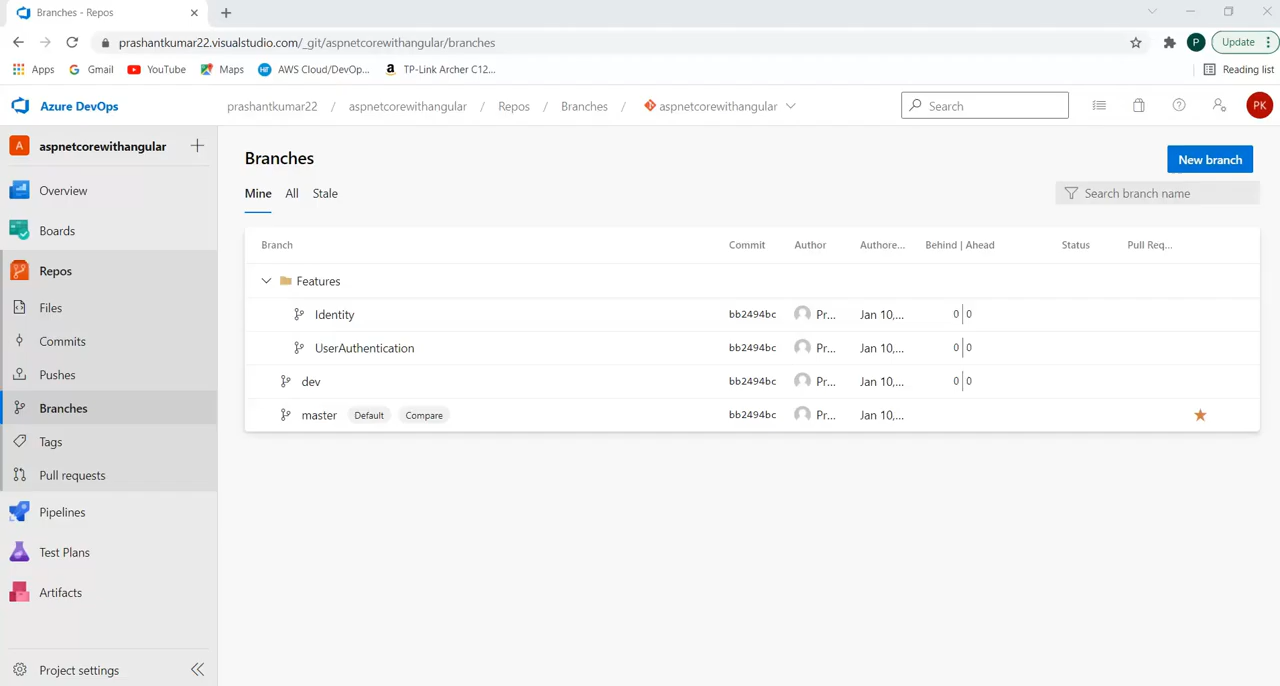 Branches - Repos
prashantkumar22.visualstudio.com/_git/aspnetcorewithangular/branches
P
Update
Apps Gmail YouTube Maps AWS Cloud/DevOp... TP-Link Archer C12... Reading list
Azure DevOps prashantkumar22 / aspnetcorewithangular / Repos / Branches / aspnetcorewithangular Search PK
A aspnetcorewithangular
Overview
Boards
Repos
Files
Commits
Pushes
Branches
Tags
Pull requests
Pipelines
Test Plans
Artifacts
Project settings
Branches
New branch
Mine All Stale
Search branch name
Branch Commit Author Authore... Behind | Ahead Status Pull Req...
Features
Identity bb2494bc Pr... Jan 10,... 0 | 0
UserAuthentication bb2494bc Pr... Jan 10,... 0 | 0
dev bb2494bc Pr... Jan 10,... 0 | 0
master Default Compare bb2494bc Pr... Jan 10,...